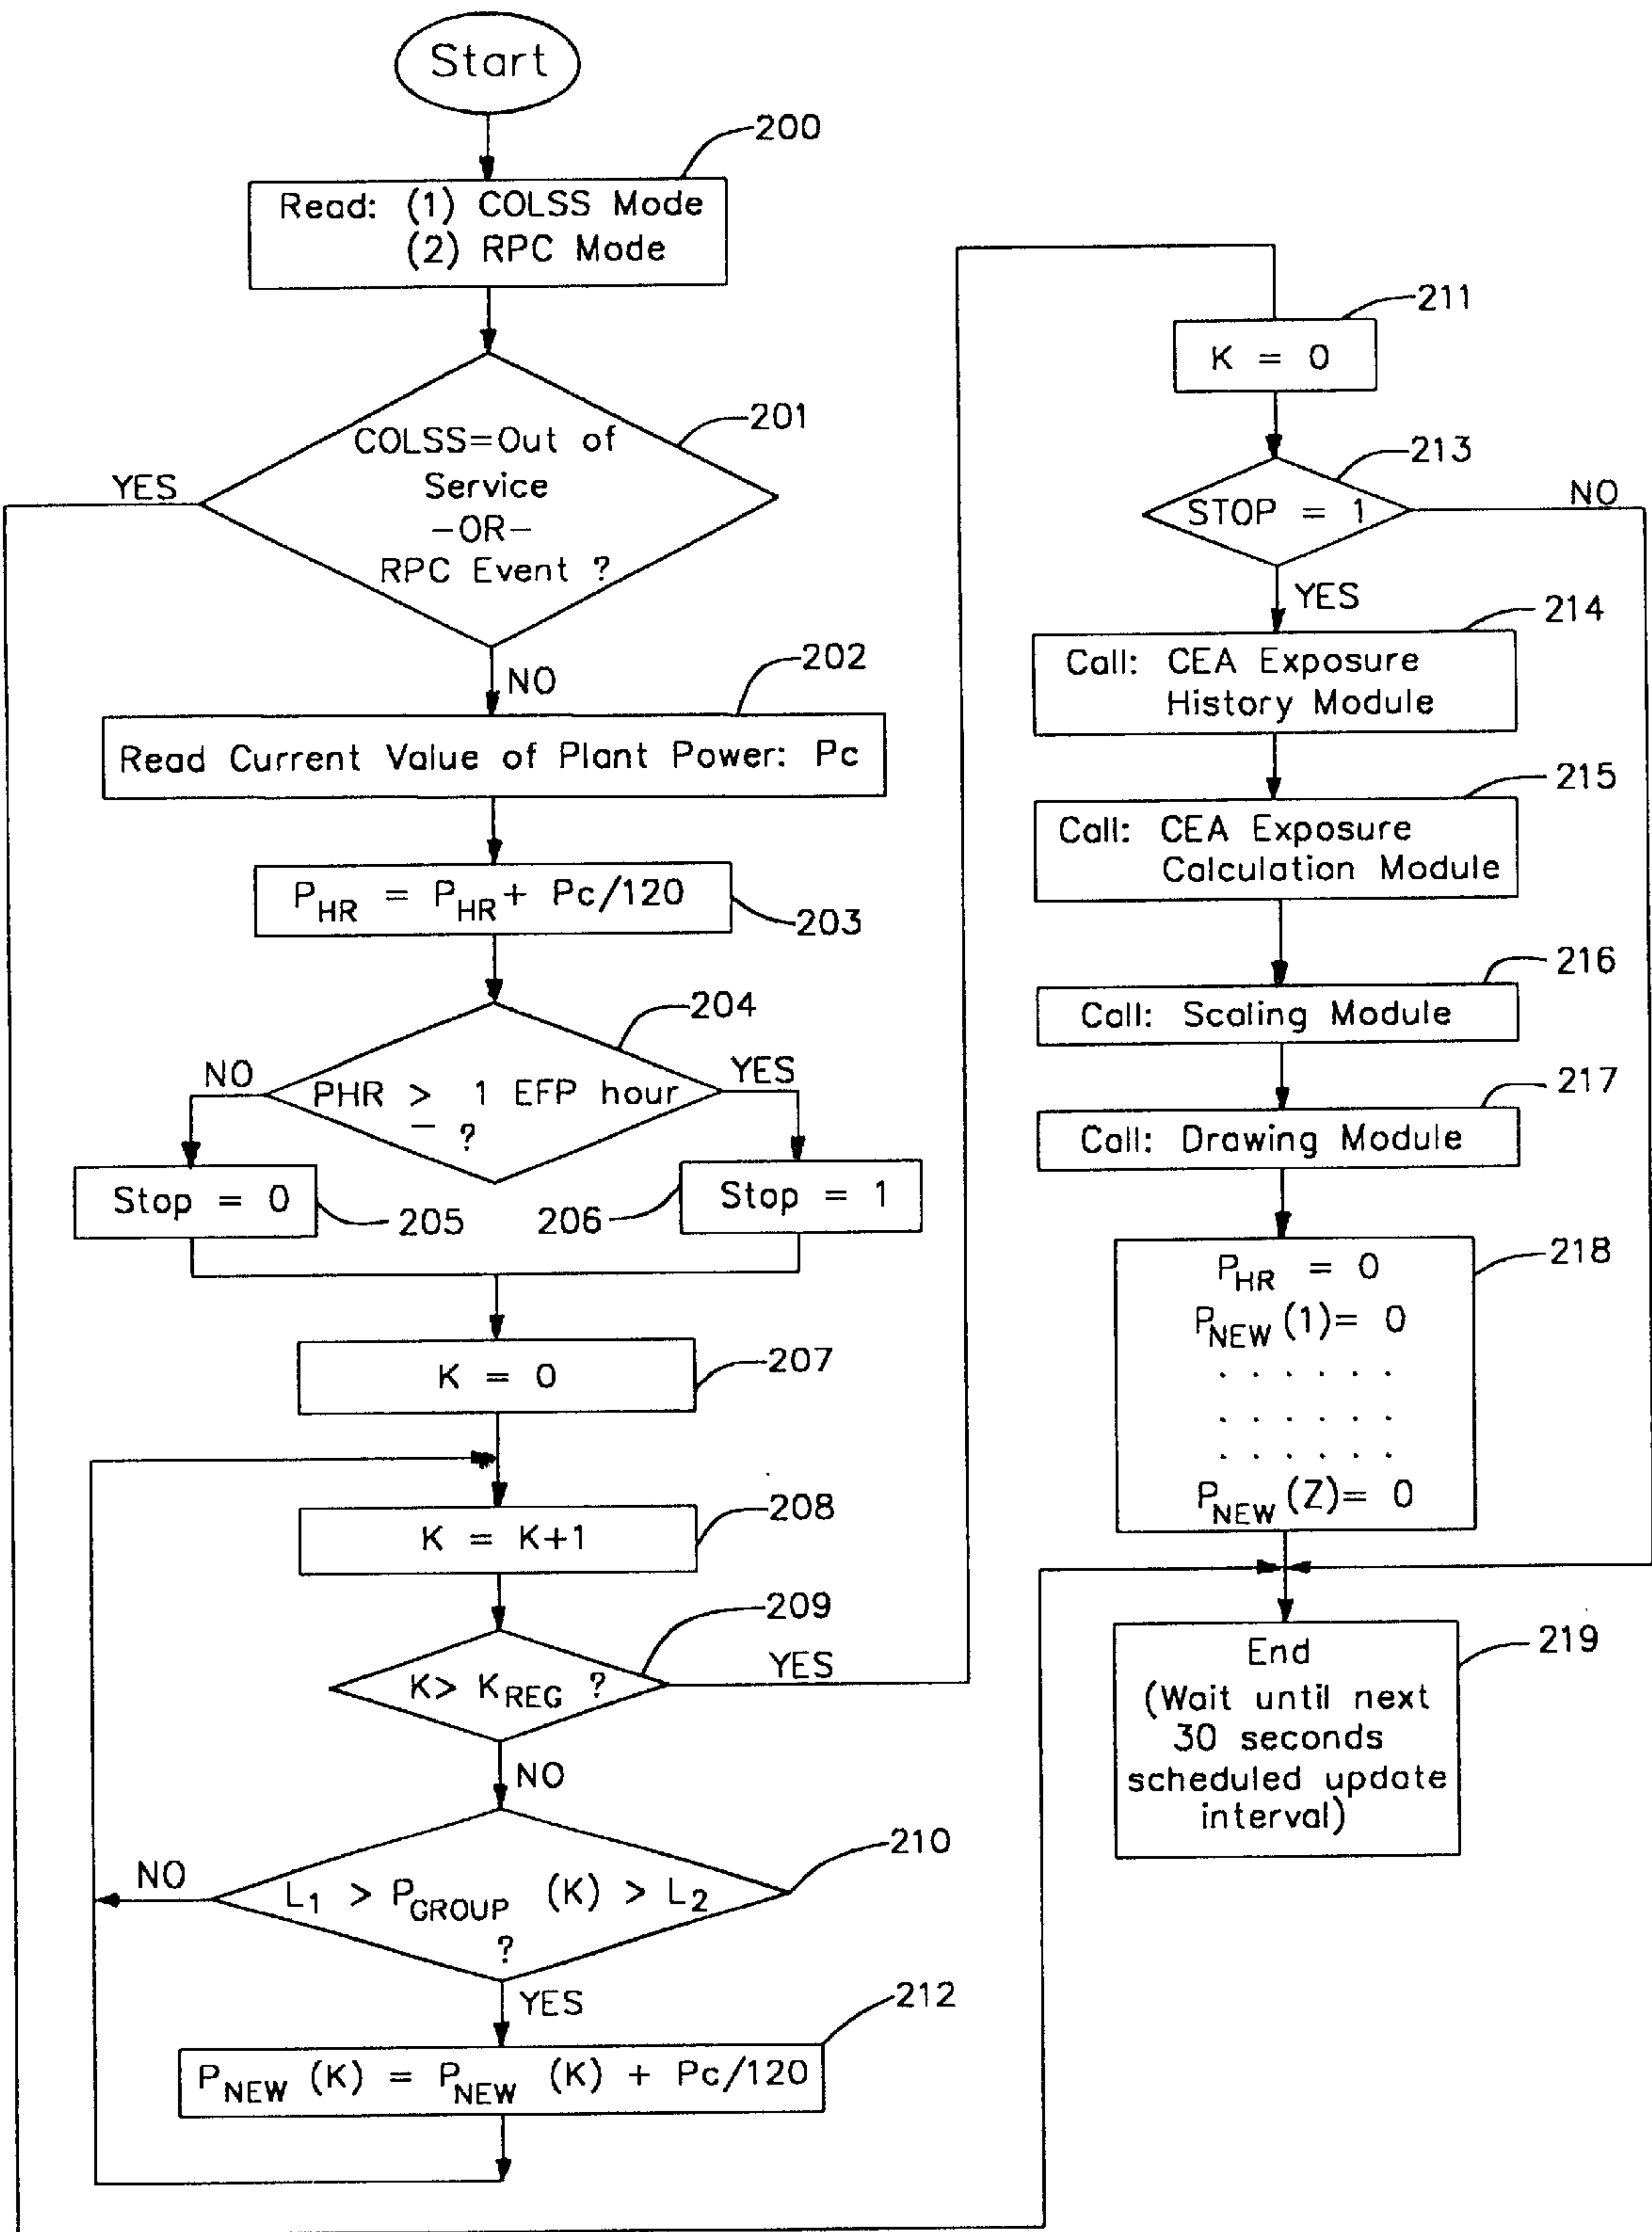 Start
200
Read: (1) COLSS Mode
(2) RPC Mode
201
COLSS=Out of
Service
-OR-
RPC Event ?
YES
NO
202
Read Current Value of Plant Power: Pc
P_HR = P_HR + Pc/120
203
204
PHR > 1 EFP hour
_ ?
NO
YES
Stop = 0
205
206
Stop = 1
K = 0
207
208
K = K+1
209
K> K_REG ?
YES
NO
210
L1 > P_GROUP (K) > L2
?
NO
YES
212
P_NEW (K) = P_NEW (K) + Pc/120
211
K = 0
213
STOP = 1
NO
YES
214
Call: CEA Exposure
History Module
215
Call: CEA Exposure
Calculation Module
216
Call: Scaling Module
217
Call: Drawing Module
218
P_HR = 0
P_NEW (1)= 0
. . . . . .
. . . . . .
. . . . . .
P_NEW (Z)= 0
219
End
(Wait until next
30 seconds
scheduled update
interval)